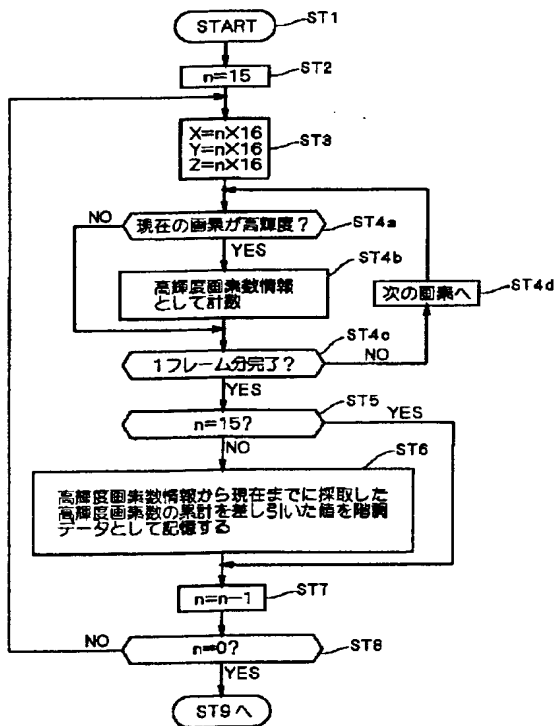 START
ST1
n=15
ST2
X=n×16
Y=n×16
Z=n×16
ST3
現在の画素が高輝度?
ST4a
NO
YES
高輝度画素数情報
として計数
ST4b
次の画素へ
ST4d
1フレーム分完了?
ST4c
NO
YES
n=15?
ST5
YES
NO
ST6
高輝度画素数情報から現在までに採取した
高輝度画素数の累計を差し引いた値を階調
データとして記憶する
n=n-1
ST7
NO
n=0?
ST8
YES
ST9へ